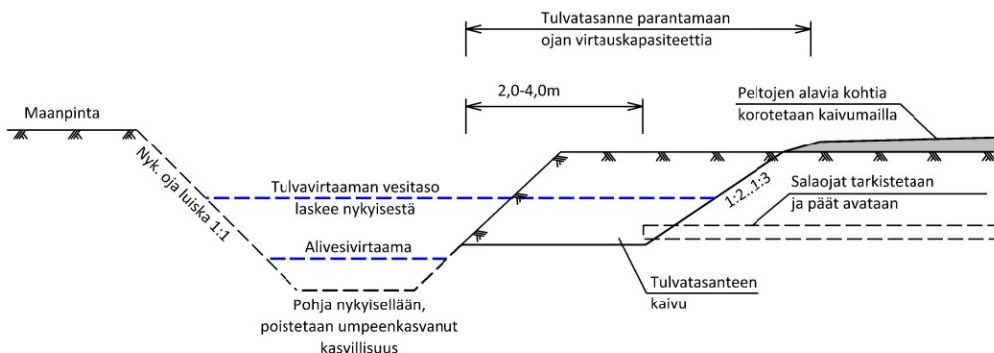 Tulvatasanne parantamaan
ojan virtauskapasiteettia
2,0-4,0m
Maanpinta
Peltojen alavia kohtia
korotetaan kaivumailla
Nyk. oja luiska 1:1
Tulvavirtaaman vesitaso
laskee nykyisestä
1:2..1:3
Salaojat tarkistetaan
ja päät avataan
Alivesivirtaama
Tulvatasanteen
kaivu
Pohja nykyisellään,
poistetaan umpeenkasvanut
kasvillisuus